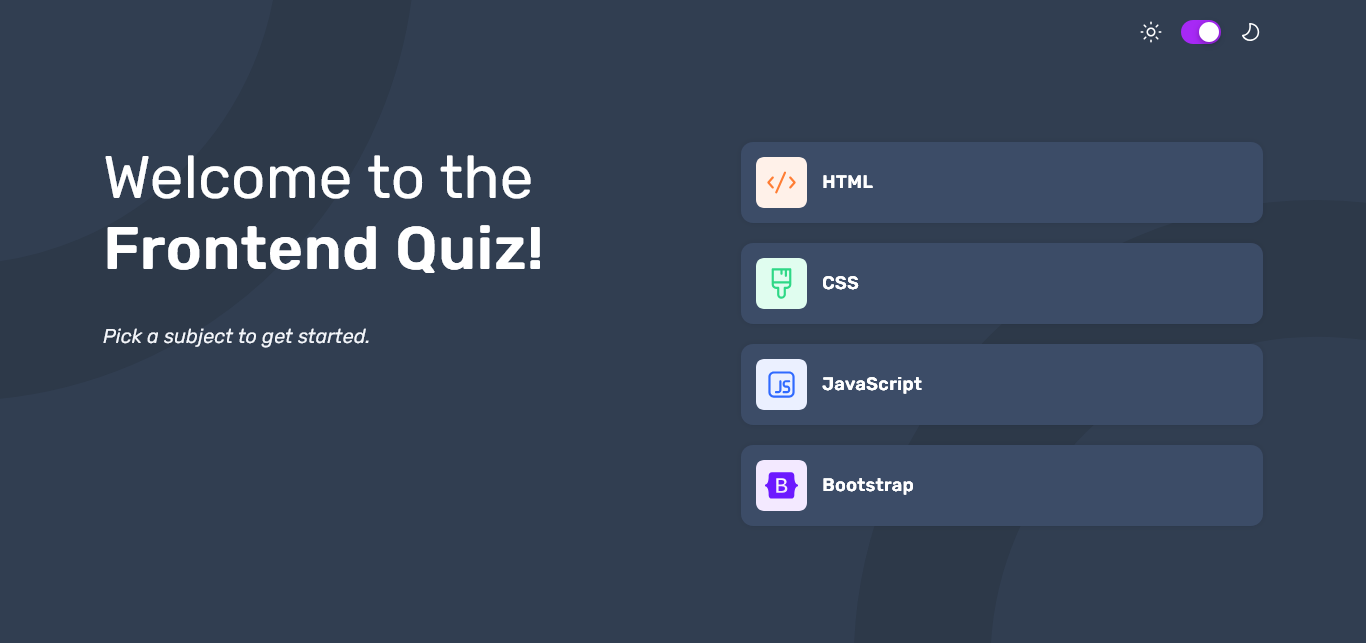 Welcome to the
Frontend Quiz!
Pick a subject to get started.
</> HTML
CSS
JS JavaScript
B Bootstrap